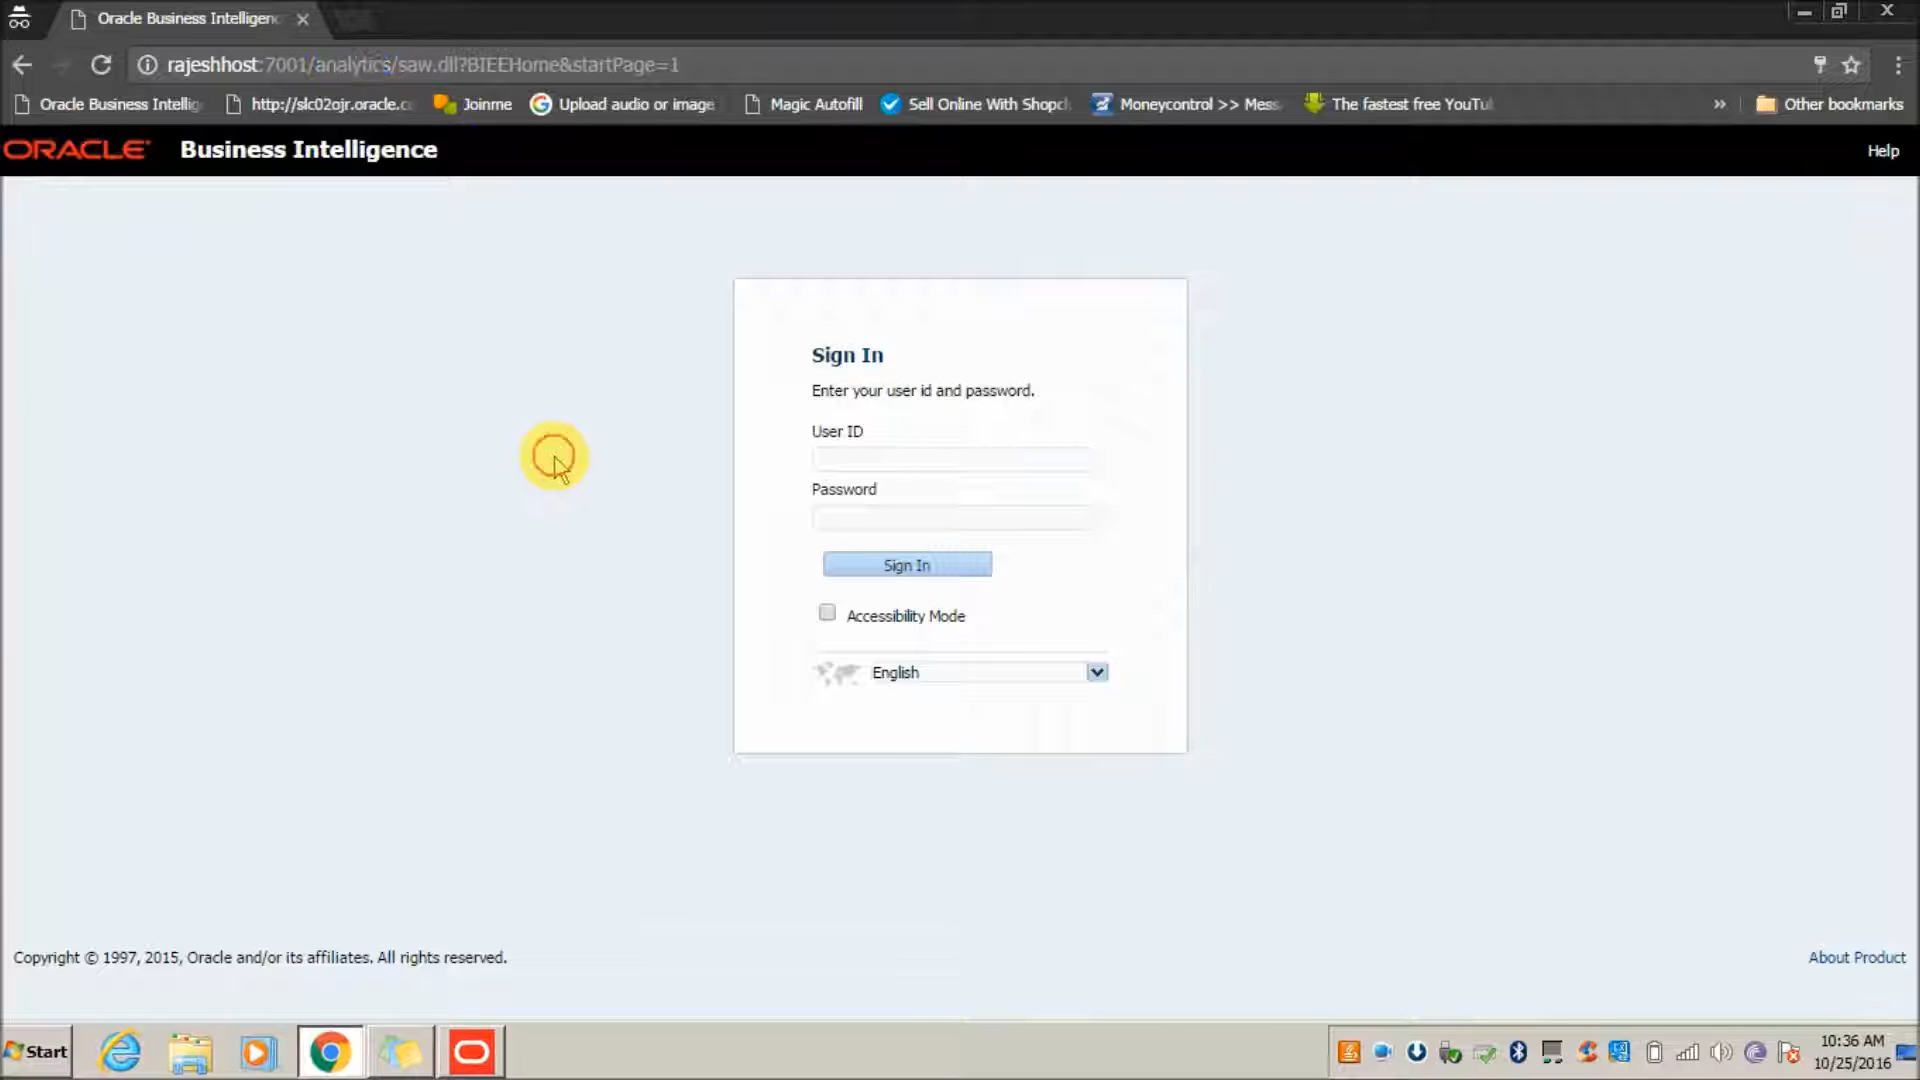 Oracle Business Intelligenc
rajeshhost:7001/analytics/saw.dll?BIEEHome&startPage=1
Oracle Business Intellig
http://slc02ojr.oracle.c
Joinme
Upload audio or image
Magic Autofill
Sell Online With Shopcl
Moneycontrol >> Mess
The fastest free YouTu
»
Other bookmarks
ORACLE Business Intelligence
Help
Sign In
Enter your user id and password.
User ID
Password
Sign In
Accessibility Mode
English
Copyright © 1997, 2015, Oracle and/or its affiliates. All rights reserved.
About Product
Start
10:36 AM
10/25/2016